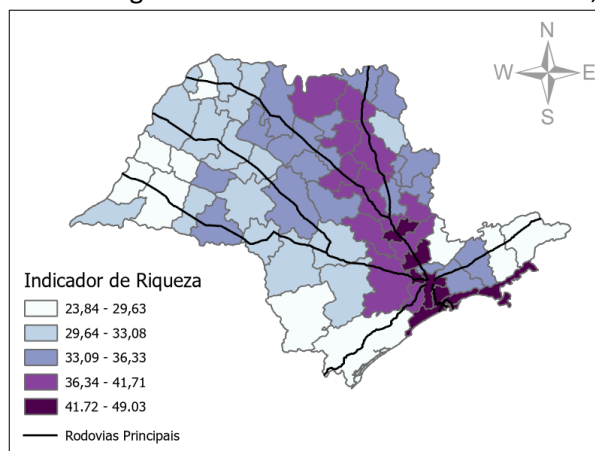 N
W E
S
Indicador de Riqueza
23,84 - 29,63
29,64 - 33,08
33,09 - 36,33
36,34 - 41,71
41.72 - 49.03
Rodovias Principais